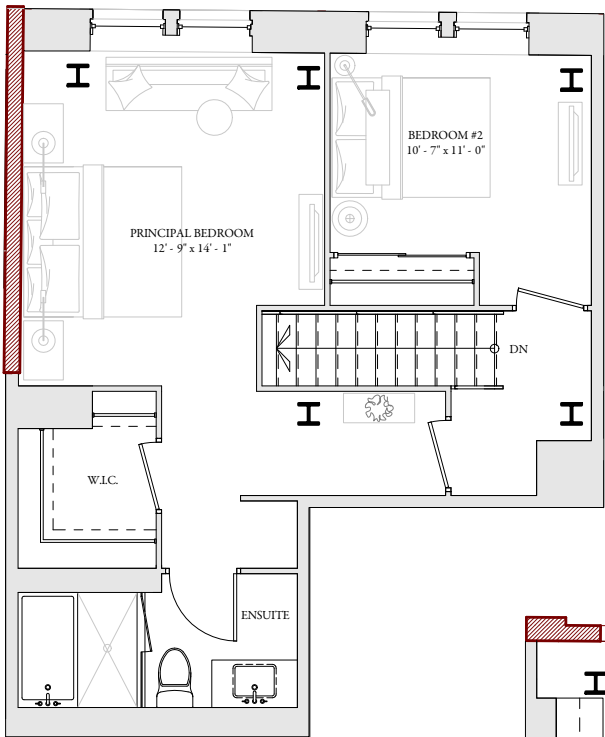 BEDROOM #2
10' - 7" x 11' - 0"
PRINCIPAL BEDROOM
12' - 9" x 14' - 1"
DN
W.I.C.
ENSUITE